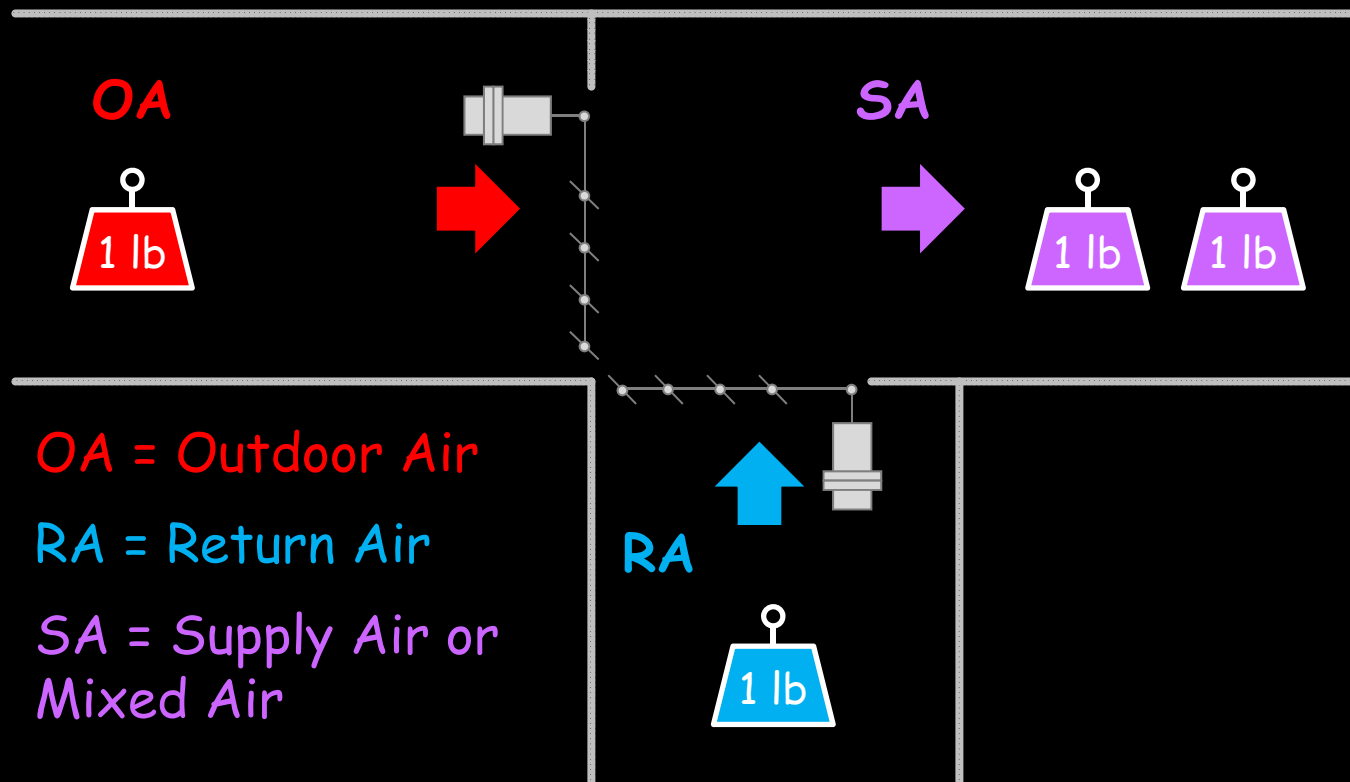 OA
SA
1 lb
1 lb
1 lb
OA = Outdoor Air
RA = Return Air
RA
SA = Supply Air or
Mixed Air
1 lb